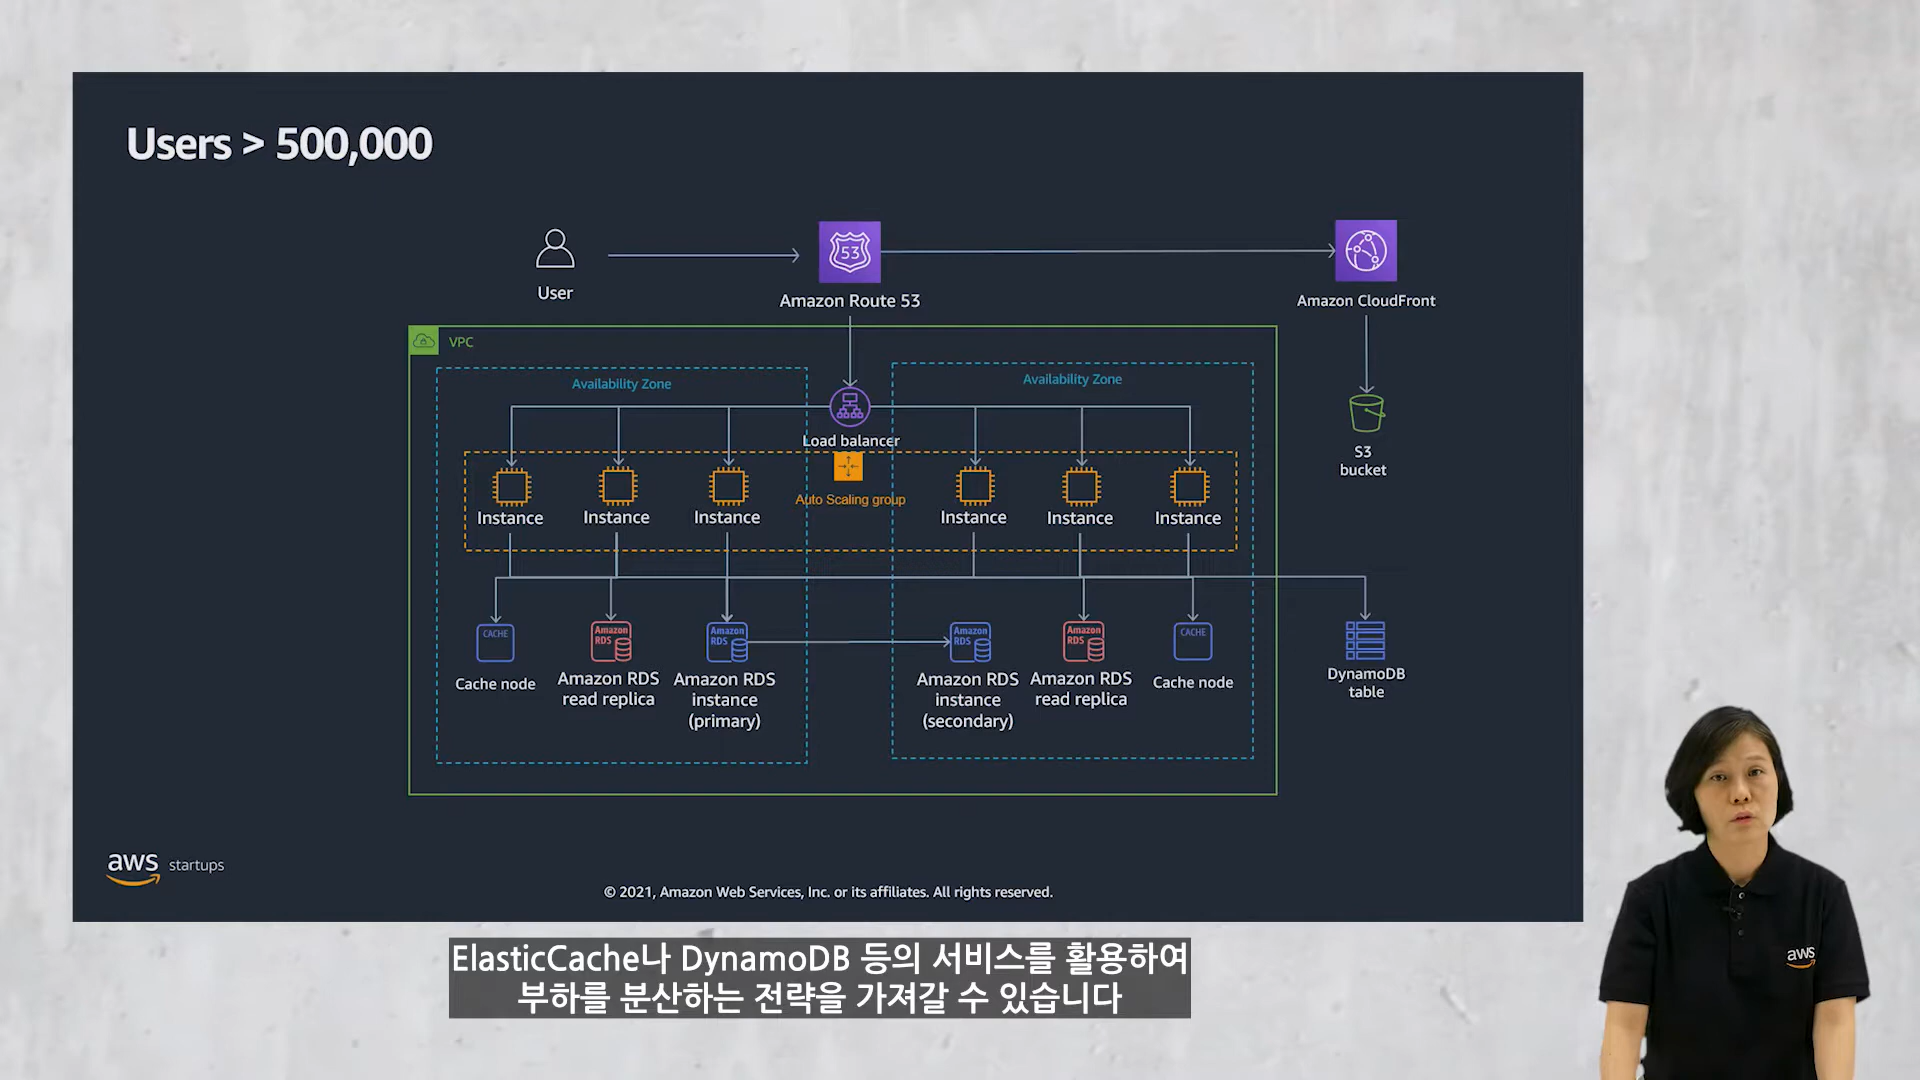 Users > 500,000
53
User
Amazon Route 53
Amazon CloudFront
VPC
Availability Zone
Availability Zone
Load balancer
S3
bucket
Auto Scaling group
Instance
Instance
Instance
Instance
Instance
Instance
CACHE
Amazon
RDS
Amazon
RDS
Amazon
RDS
Amazon
RDS
CACHE
Cache node
Amazon RDS
read replica
Amazon RDS
instance
(primary)
Amazon RDS
instance
(secondary)
Amazon RDS
read replica
Cache node
DynamoDB
table
aws startups
© 2021, Amazon Web Services, Inc. or its affiliates. All rights reserved.
aws
ElasticCache나 DynamoDB 등의 서비스를 활용하여
부하를 분산하는 전략을 가져갈 수 있습니다